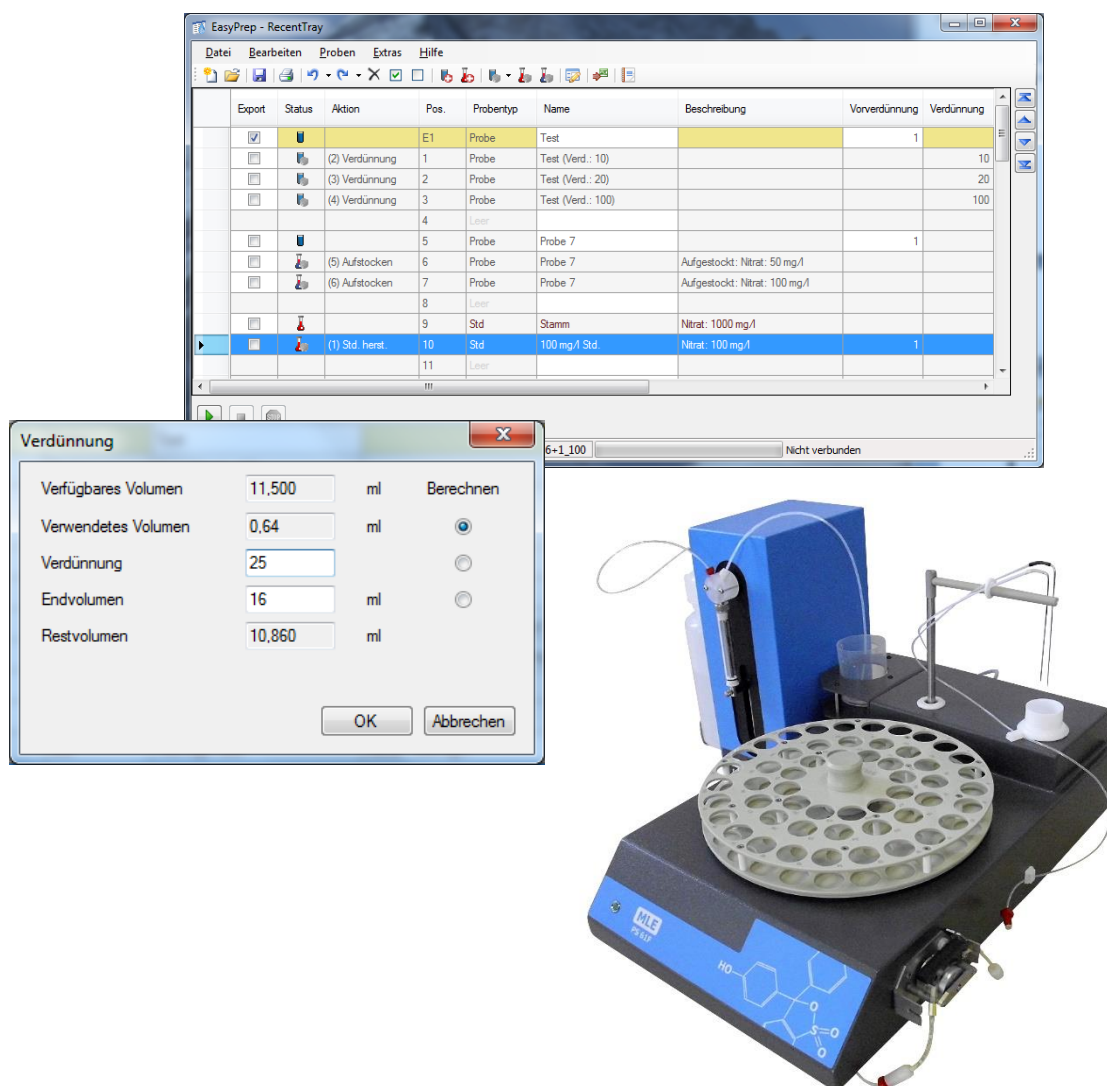 EasyPrep - RecentTray
Datei Bearbeiten Proben Extras Hilfe
Export Status Aktion Pos. Probentyp Name Beschreibung Vorverdünnung Verdünnung
E1 Probe Test 1
(2) Verdünnung 1 Probe Test (Verd.: 10) 10
(3) Verdünnung 2 Probe Test (Verd.: 20) 20
(4) Verdünnung 3 Probe Test (Verd.: 100) 100
4 Leer
5 Probe Probe 7 1
(5) Aufstocken 6 Probe Probe 7 Aufgestockt: Nitrat: 50 mg/l
(6) Aufstocken 7 Probe Probe 7 Aufgestockt: Nitrat: 100 mg/l
8 Leer
9 Std Stamm Nitrat: 1000 mg/l
(1) Std. herst. 10 Std 100 mg/l Std. Nitrat: 100 mg/l 1
11 Leer
6+1_100 Nicht verbunden
Verdünnung
Verfügbares Volumen 11,500 ml Berechnen
Verwendetes Volumen 0,64 ml
Verdünnung 25
Endvolumen 16 ml
Restvolumen 10,860 ml
OK Abbrechen
MLE
PS 61F
HO
O
S=O
O